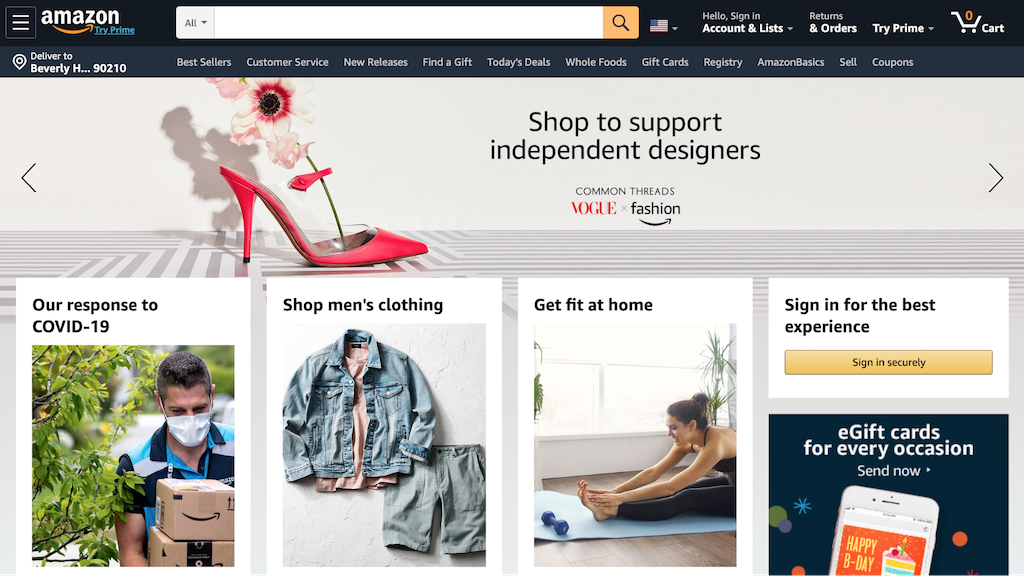 amazon
Try Prime
All
Hello, Sign in
Account & Lists
Returns
& Orders
Try Prime
0
Cart
Deliver to
Beverly H... 90210
Best Sellers
Customer Service
New Releases
Find a Gift
Today's Deals
Whole Foods
Gift Cards
Registry
AmazonBasics
Sell
Coupons
Shop to support
independent designers
COMMON THREADS
VOGUE × fashion
Our response to
COVID-19
Shop men's clothing
Get fit at home
Sign in for the best
experience
Sign in securely
eGift cards
for every occasion
Send now
HAPPY
B-DAY